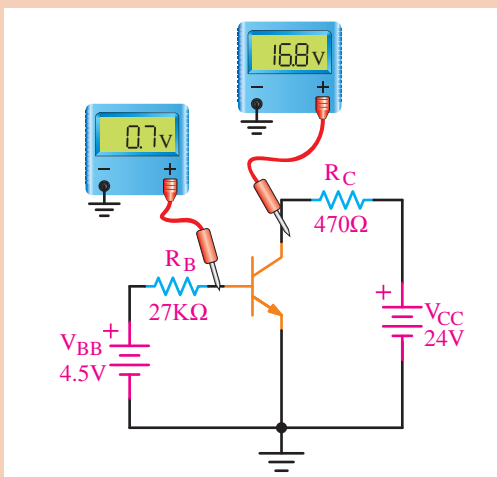 16.8V
- +
0.7V
- +
RC
470Ω
RB
27KΩ
+
VBB
4.5V
+
VCC
24V